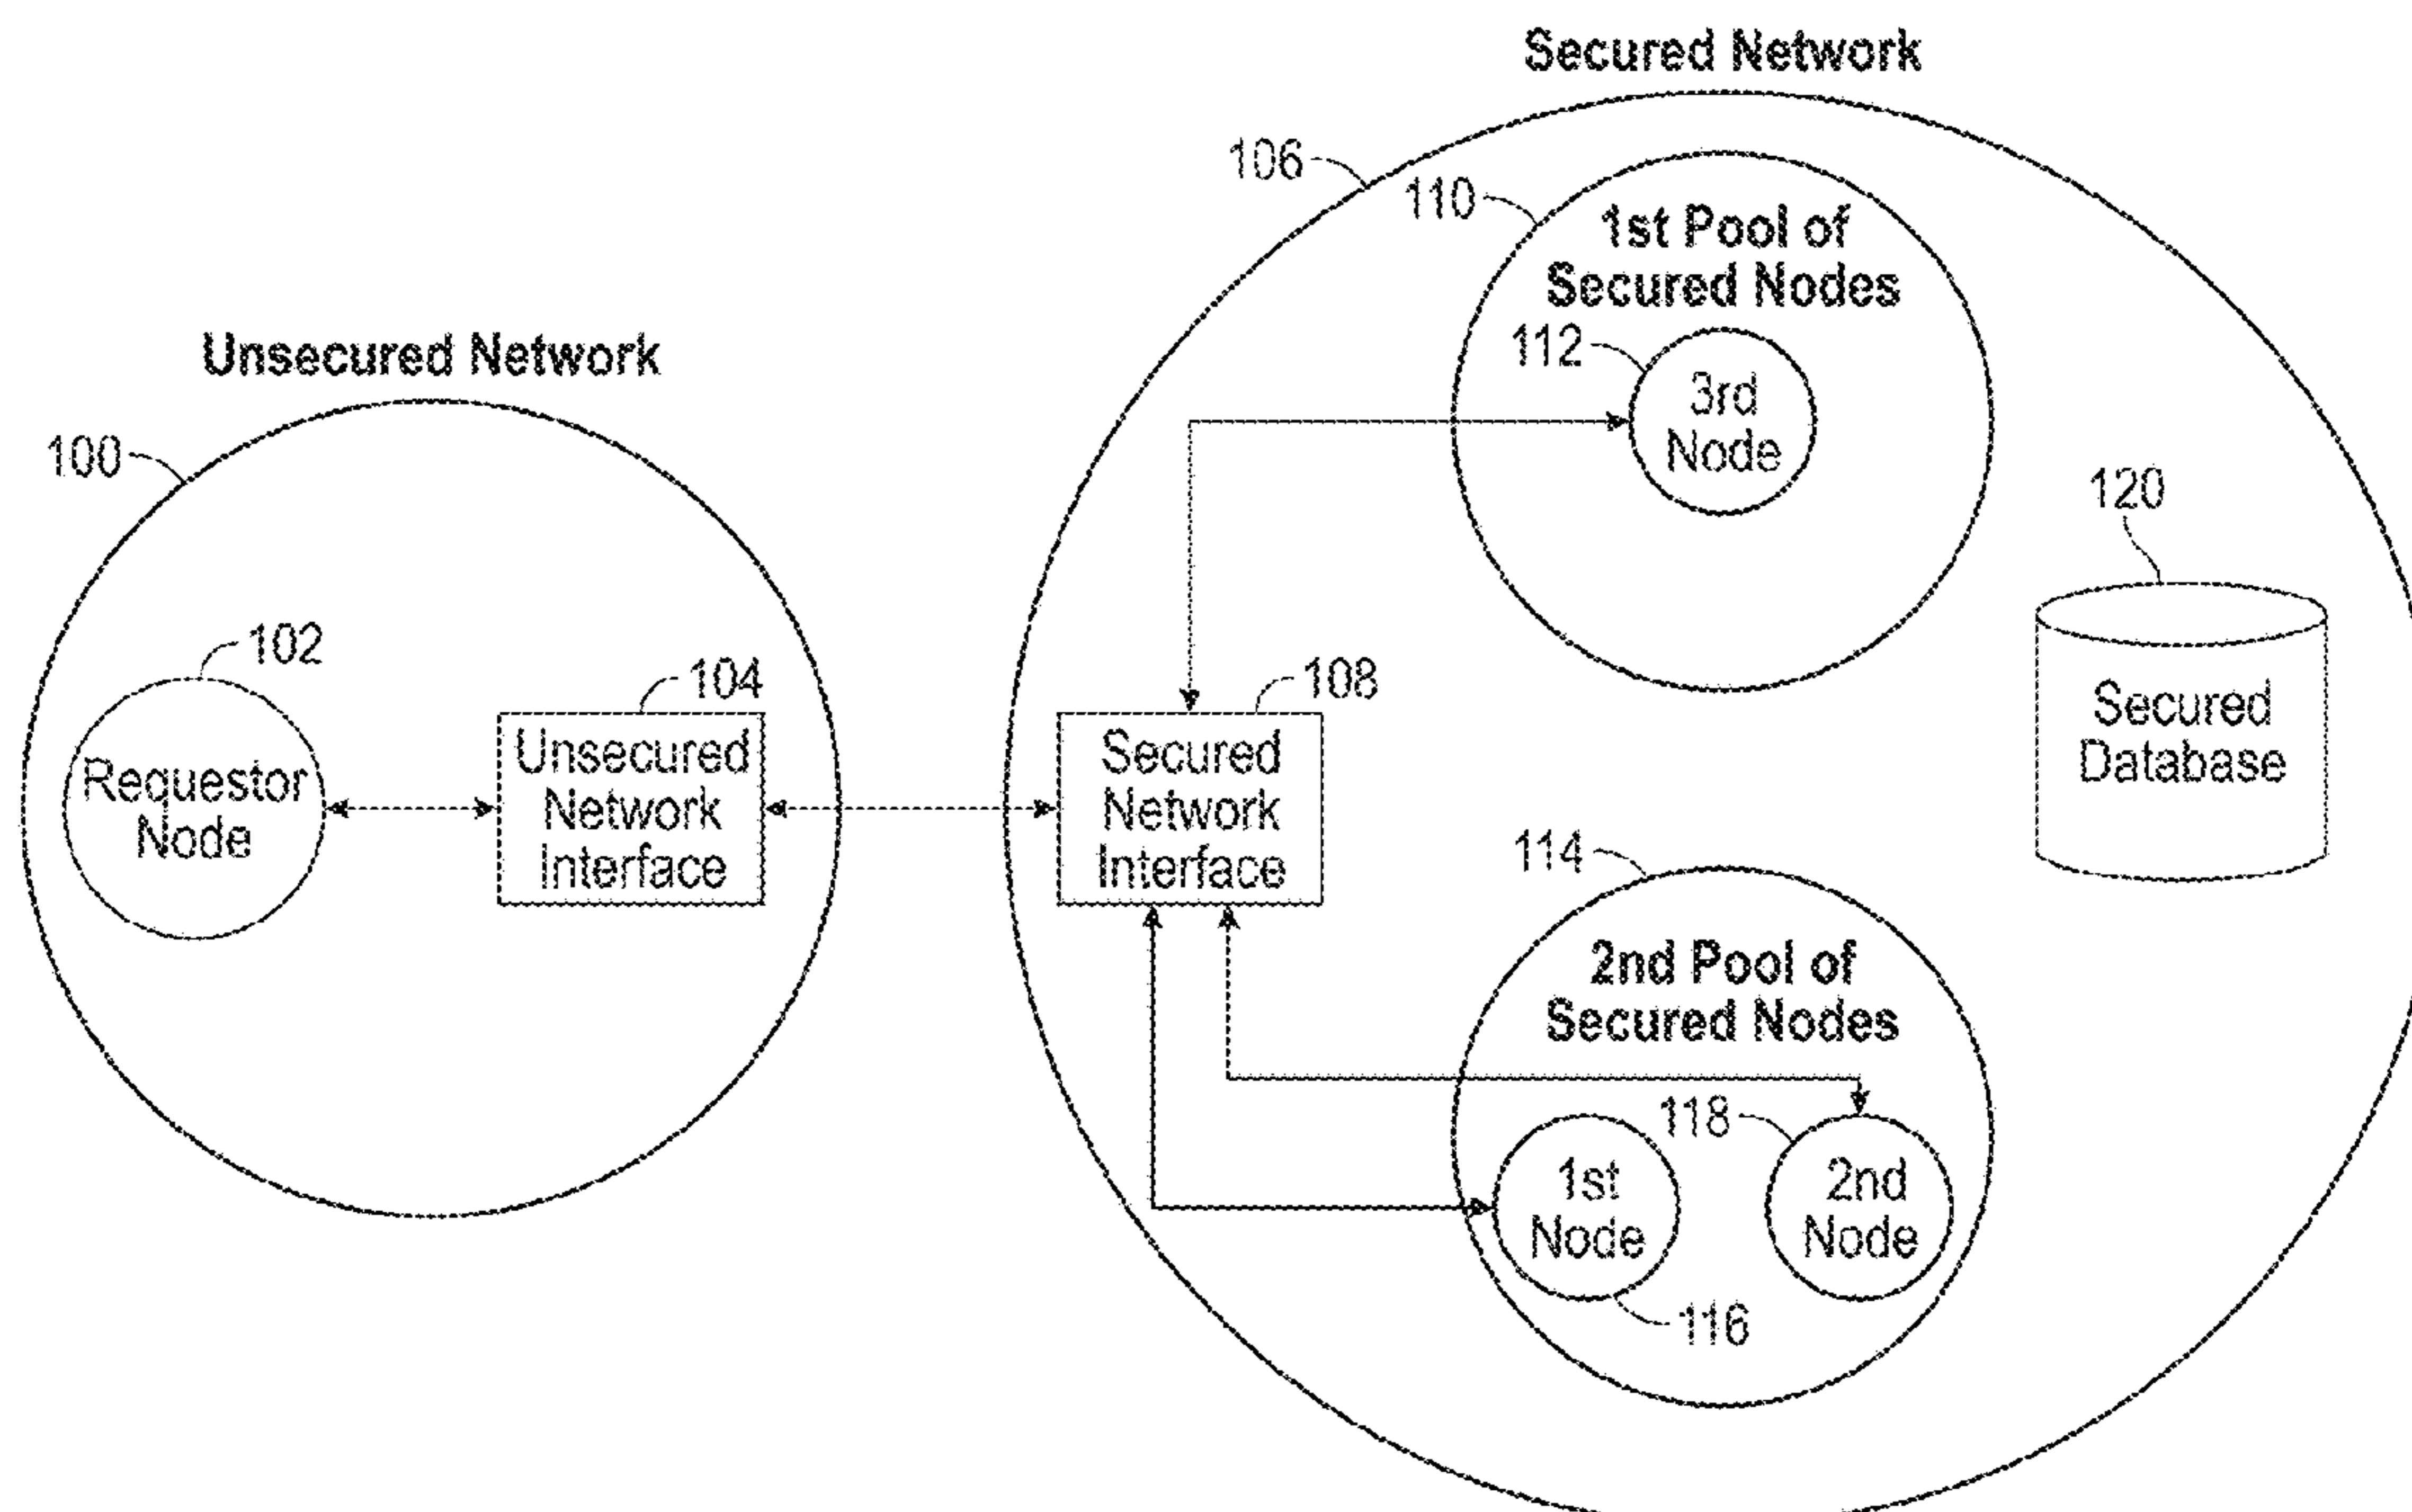 Secured Network
106
110
1st Pool of
Secured Nodes
112
3rd
Node
Unsecured Network
100
102
Requestor
Node
104
Unsecured
Network
Interface
108
Secured
Network
Interface
120
Secured
Database
114
2nd Pool of
Secured Nodes
118
1st
Node
2nd
Node
116